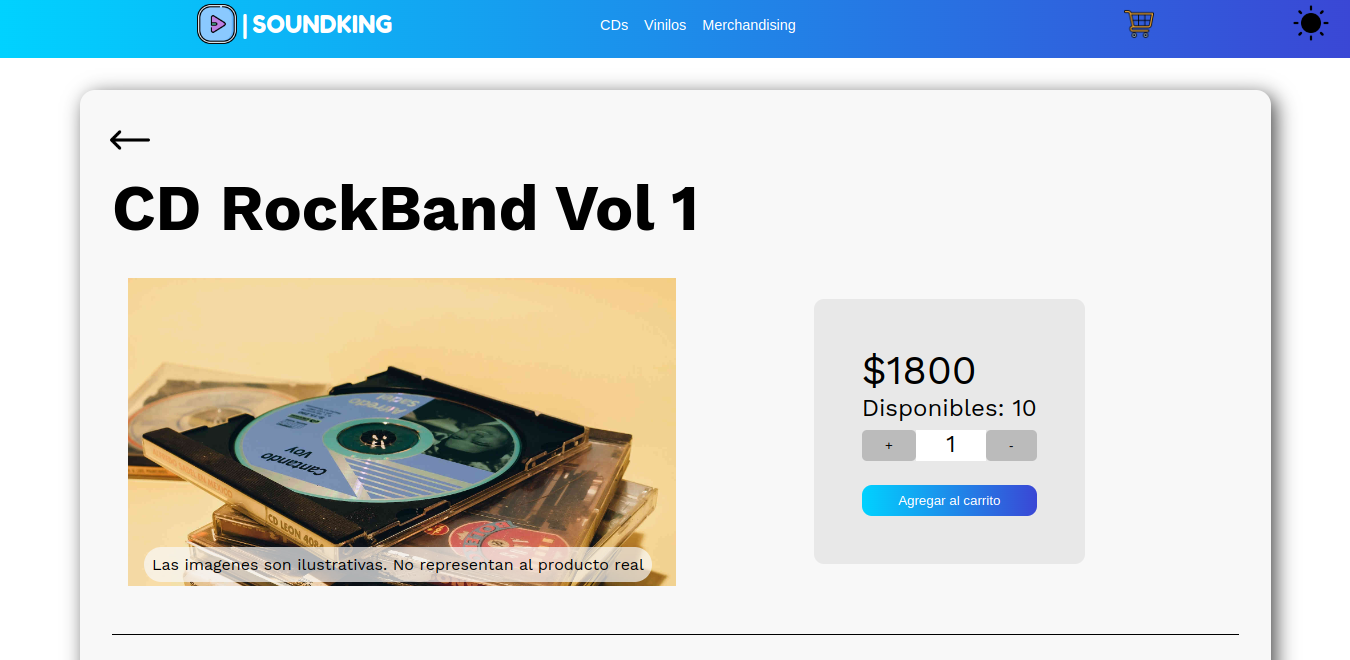 | SOUNDKING
CDs Vinilos Merchandising
CD RockBand Vol 1
$1800
Disponibles: 10
+ 1 -
Agregar al carrito
Cantando
voy
CD LEON 408
Las imagenes son ilustrativas. No representan al producto real